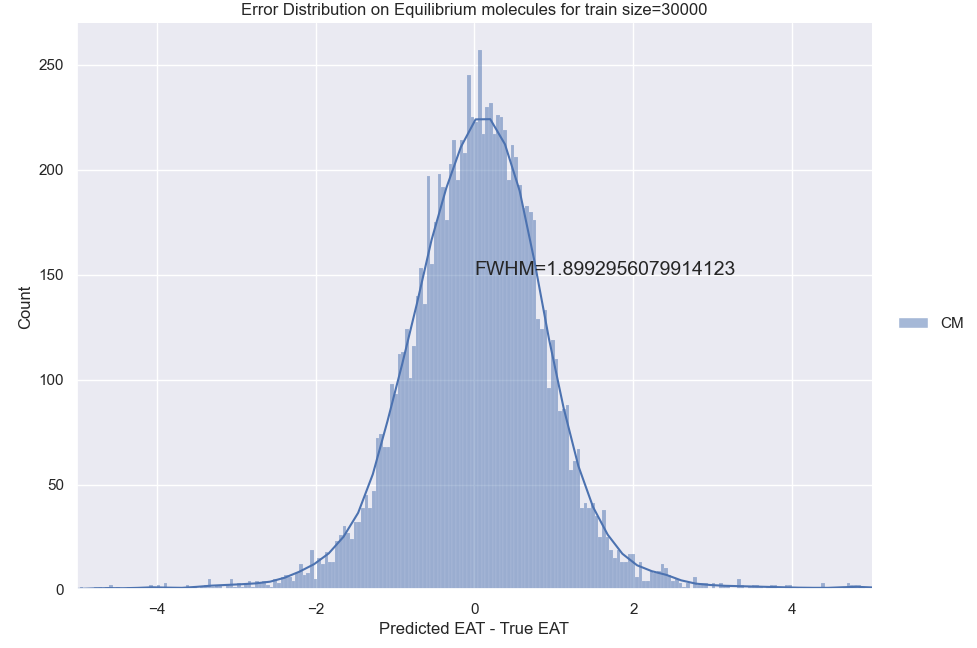 Error Distribution on Equilibrium molecules for train size=30000
250
200
150
100
50
0
Count
FWHM=1.8992956079914123
CM
−4
−2
0
2
4
Predicted EAT - True EAT